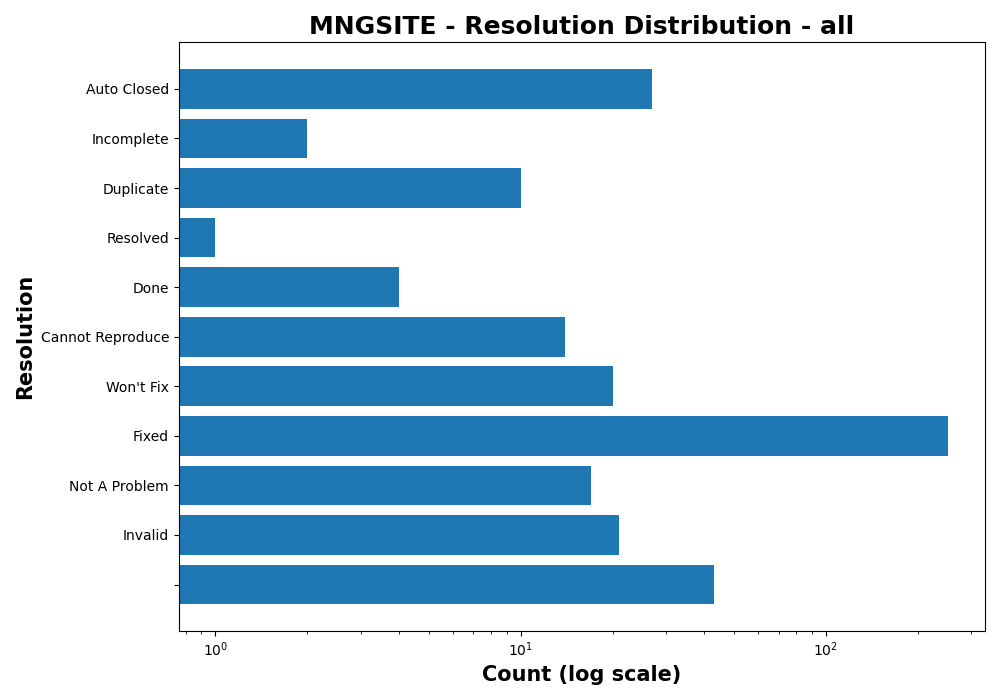 MNGSITE - Resolution Distribution - all
Auto Closed
Incomplete
Duplicate
Resolved
Done
Cannot Reproduce
Won't Fix
Fixed
Not A Problem
Invalid
Resolution
10⁰
10¹
10²
Count (log scale)